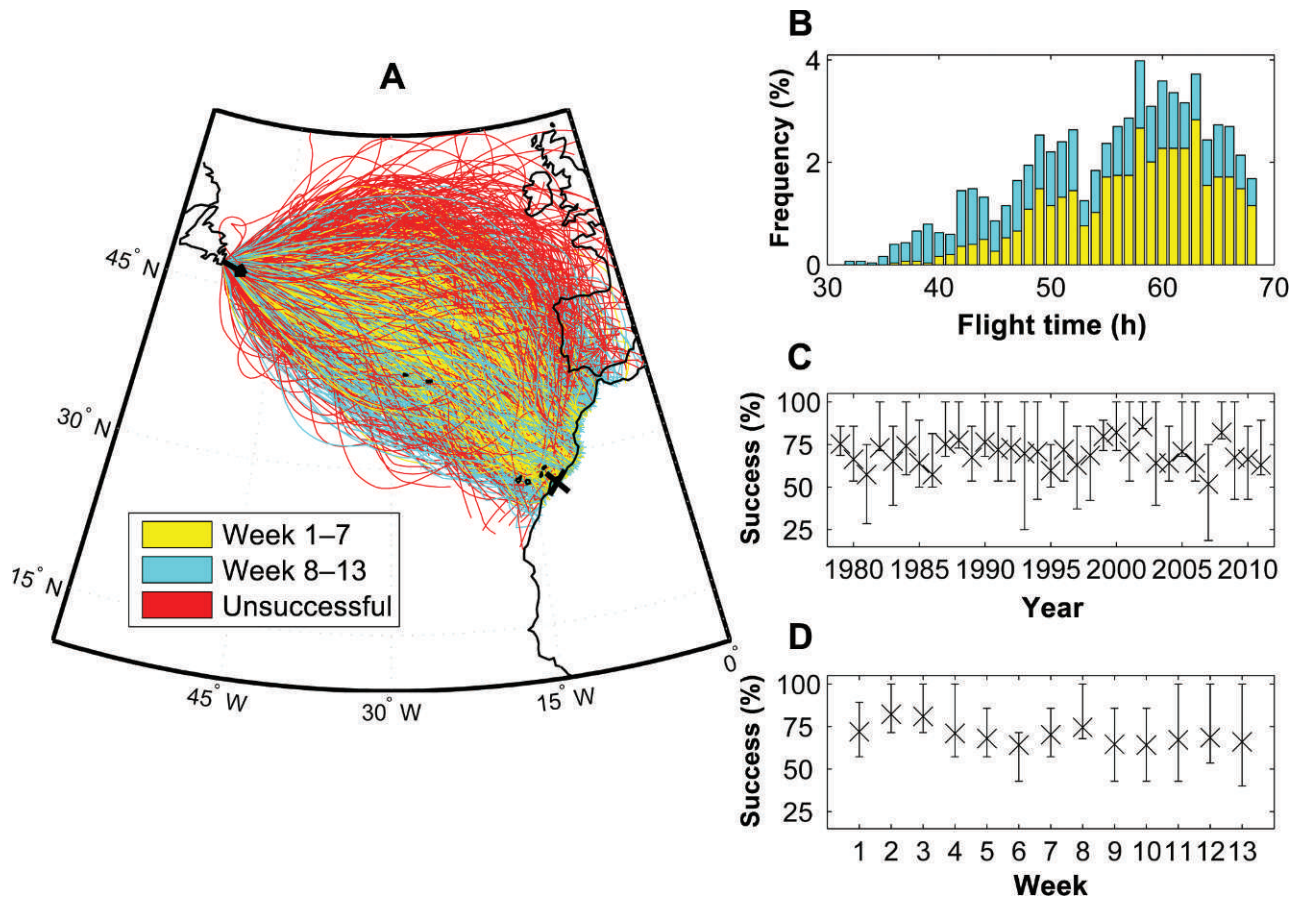 A
45° N
30° N
15° N
45° W
30° W
15° W
0°
Week 1–7
Week 8–13
Unsuccessful
B
4
2
0
Frequency (%)
30 40 50 60 70
Flight time (h)
C
100
75
50
25
Success (%)
1980 1985 1990 1995 2000 2005 2010
Year
D
100
75
50
25
Success (%)
1 2 3 4 5 6 7 8 9 10 11 12 13
Week